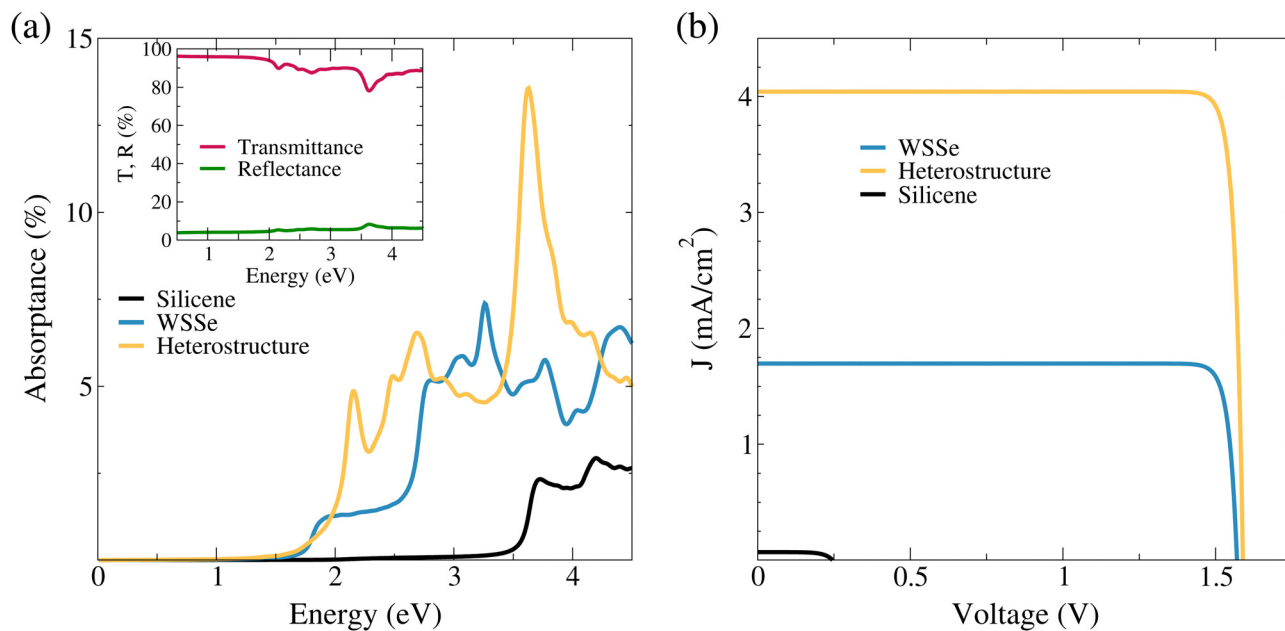 (a)
15
10
5
0
1
2
3
4
Absorptance (%)
Energy (eV)
Silicene
WSSe
Heterostructure
100
80
60
40
20
0
1
2
3
4
T, R (%)
Energy (eV)
Transmittance
Reflectance
(b)
4
3
2
1
0
0.5
1
1.5
J (mA/cm²)
Voltage (V)
WSSe
Heterostructure
Silicene